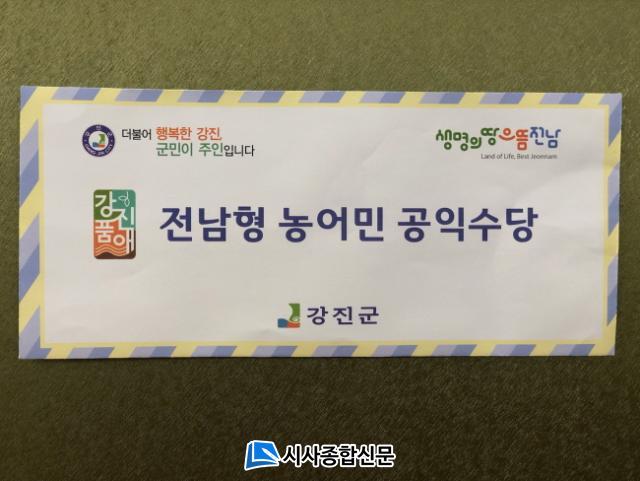 더불어 행복한 강진,
군민이 주인입니다
생명의땅 으뜸전남
Land of Life, Best Jeonnam
강진
품애
전남형 농어민 공익수당
강진군
시사종합신문